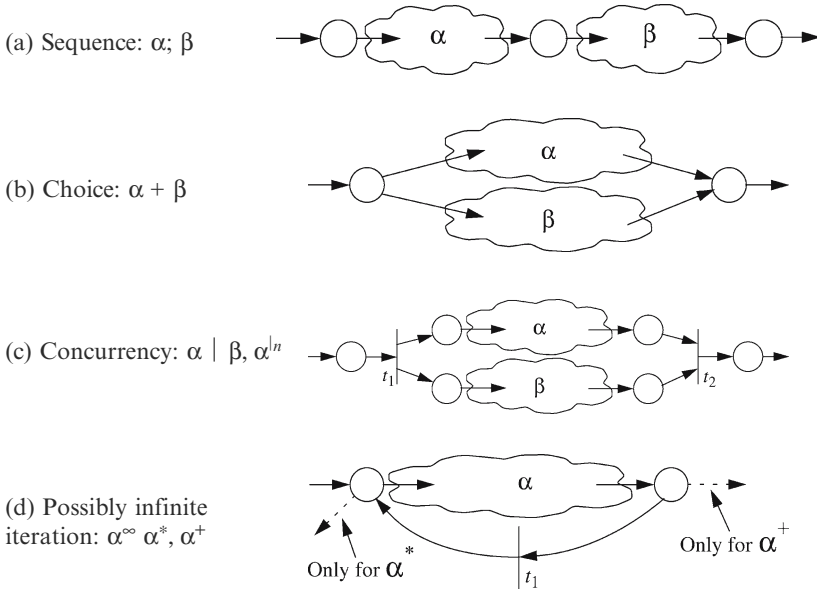 (a) Sequence: α; β
α
β
(b) Choice: α + β
α
β
(c) Concurrency: α | β, α|ⁿ
t₁
α
β
t₂
(d) Possibly infinite
iteration: α^∞ α*, α⁺
α
Only for α*
t₁
Only for α⁺